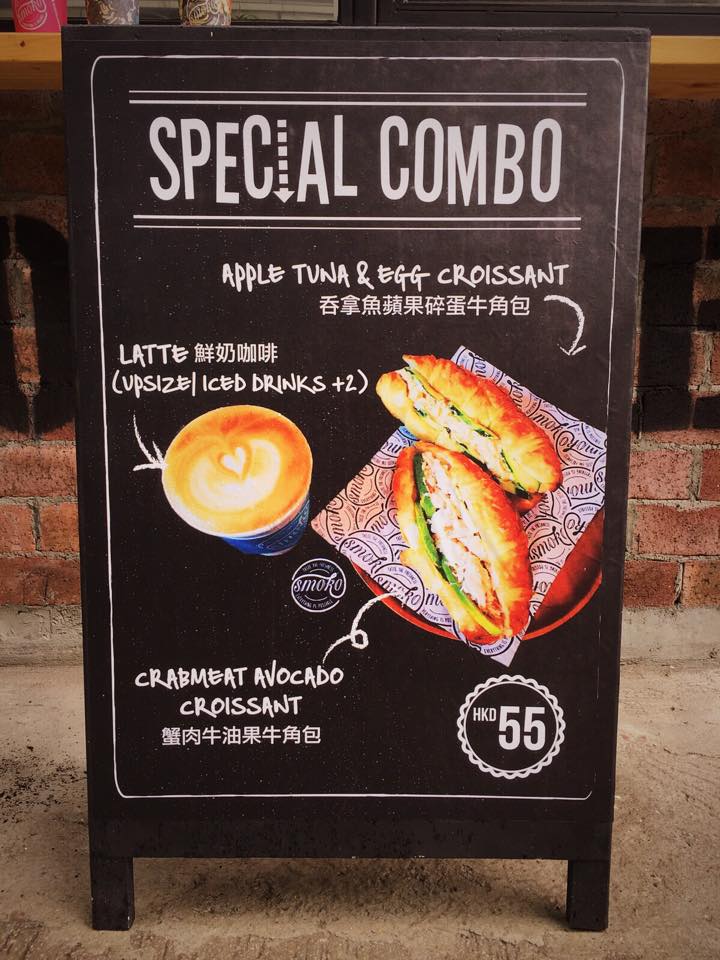 SPECIAL COMBO
APPLE TUNA & EGG CROISSANT
吞拿魚蘋果碎蛋牛角包
LATTE 鮮奶咖啡
(UPSIZE| ICED DRINKS +2)
smoko
CRABMEAT AVOCADO
CROISSANT
蟹肉牛油果牛角包
HKD 55